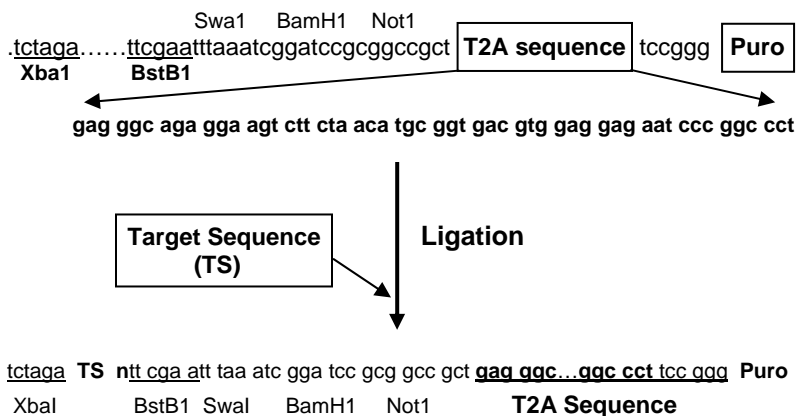 Swa1 BamH1 Not1
.tctaga……ttcgaatttaaatcggatccgcggccgct T2A sequence tccggg Puro
Xba1 BstB1
gag ggc aga gga agt ctt cta aca tgc ggt gac gtg gag gag aat ccc ggc cct
Target Sequence
(TS)
Ligation
tctaga TS ntt cgaa att taa atc gga tcc gcg gcc gct gag ggc…ggc cct tcc ggg Puro
XbaI BstB1 SwaI BamH1 Not1 T2A Sequence